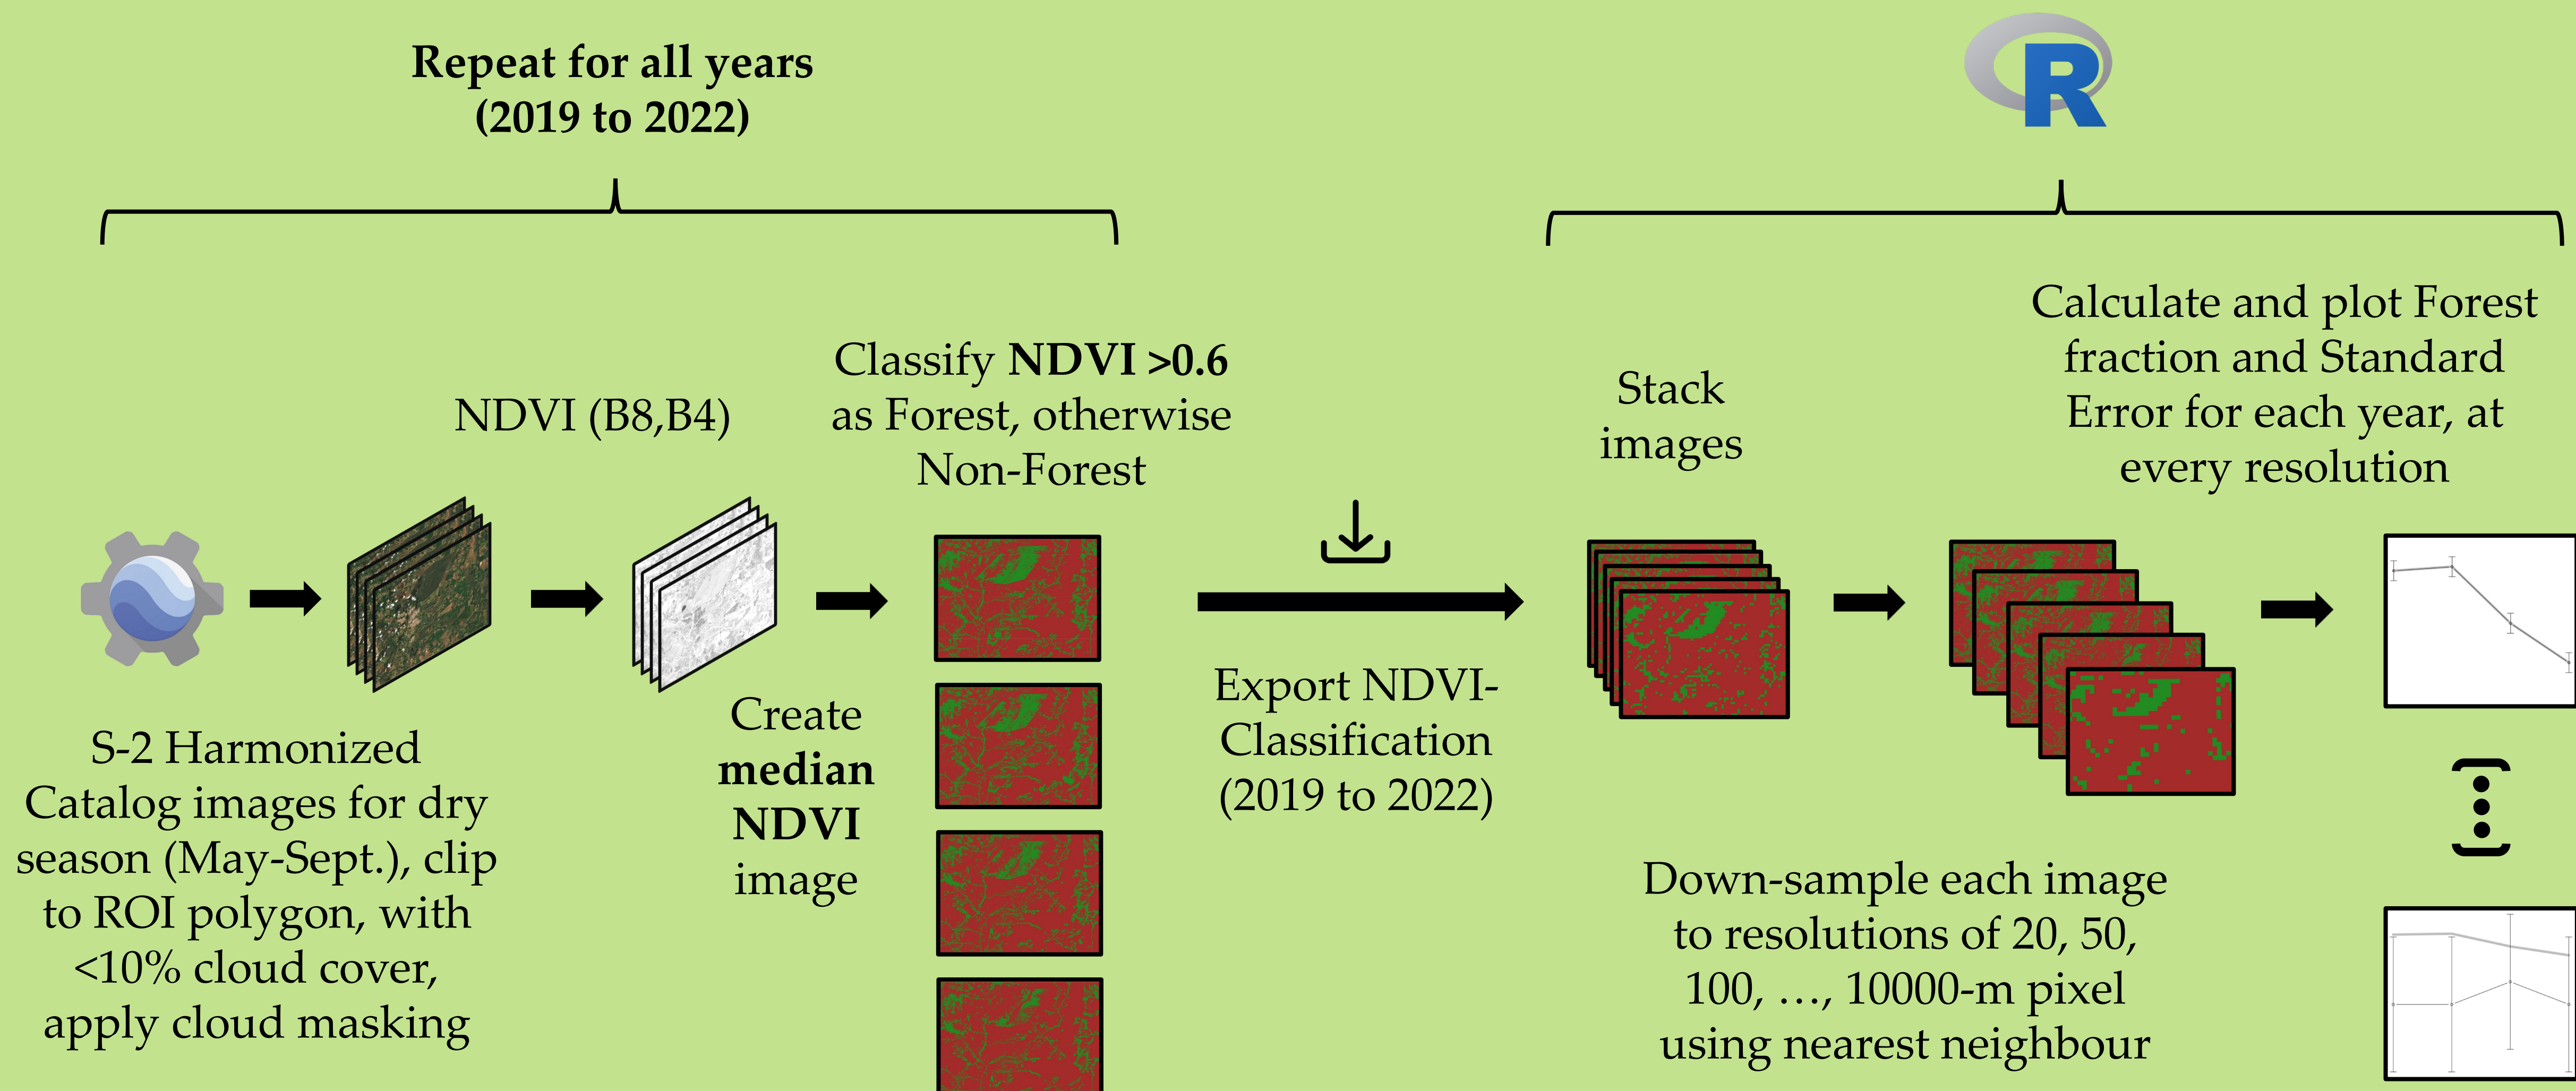 Repeat for all years
(2019 to 2022)
R
NDVI (B8,B4)
Classify NDVI >0.6
as Forest, otherwise
Non-Forest
Stack
images
Calculate and plot Forest
fraction and Standard
Error for each year, at
every resolution
S-2 Harmonized
Catalog images for dry
season (May-Sept.), clip
to ROI polygon, with
<10% cloud cover,
apply cloud masking
Create
median
NDVI
image
Export NDVI-
Classification
(2019 to 2022)
Down-sample each image
to resolutions of 20, 50,
100, …, 10000-m pixel
using nearest neighbour